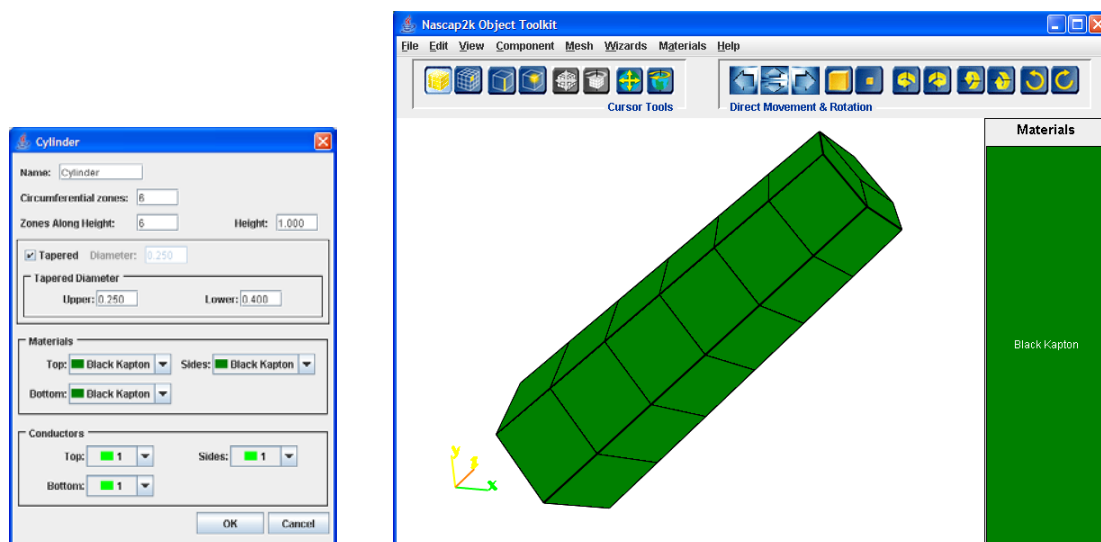 Cylinder
Name: Cylinder
Circumferential zones: 6
Zones Along Height: 6 Height: 1.000
Tapered Diameter: 0.250
Tapered Diameter
Upper: 0.250 Lower: 0.400
Materials
Top: Black Kapton Sides: Black Kapton
Bottom: Black Kapton
Conductors
Top: 1 Sides: 1
Bottom: 1
OK Cancel
Nascap2k Object Toolkit
File Edit View Component Mesh Wizards Materials Help
Cursor Tools Direct Movement & Rotation
Materials
Black Kapton
y
z
x